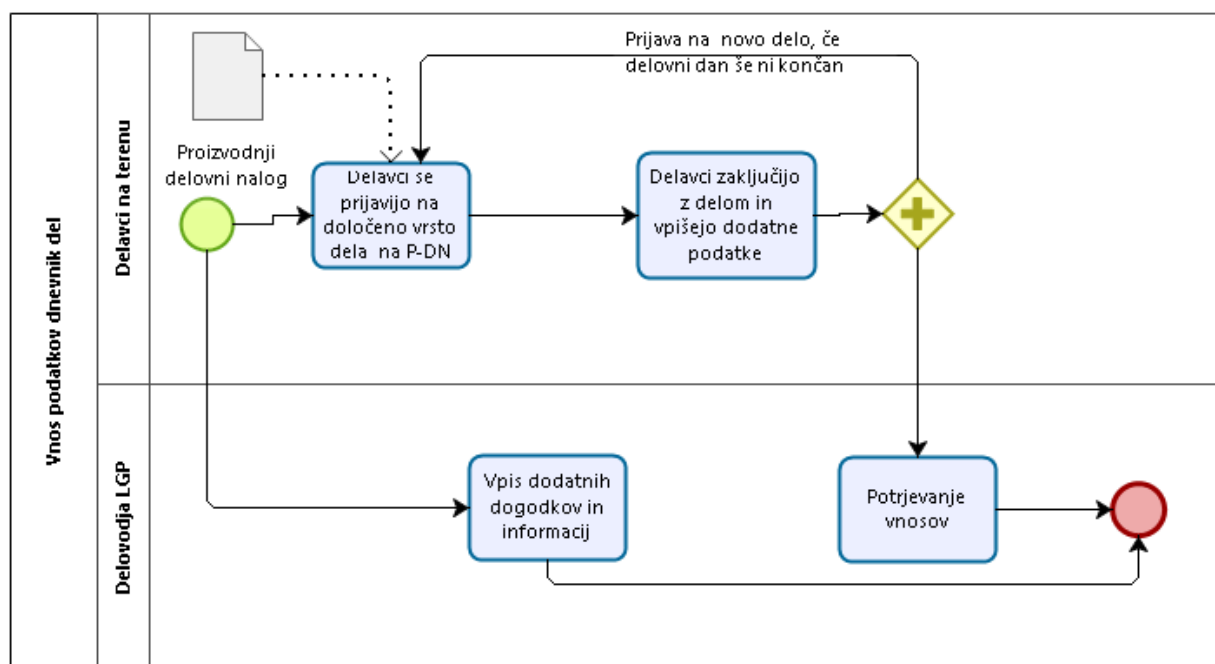 Vnos podatkov dnevnik del
Delavci na terenu
Delovodja LGP
Proizvodnji
delovni nalog
Delavci se
prijavijo na
določeno vrsto
dela na P-DN
Prijava na novo delo, če
delovni dan še ni končan
Delavci zaključijo
z delom in
vpišejo dodatne
podatke
Vpis dodatnih
dogodkov in
informacij
Potrjevanje
vnosov